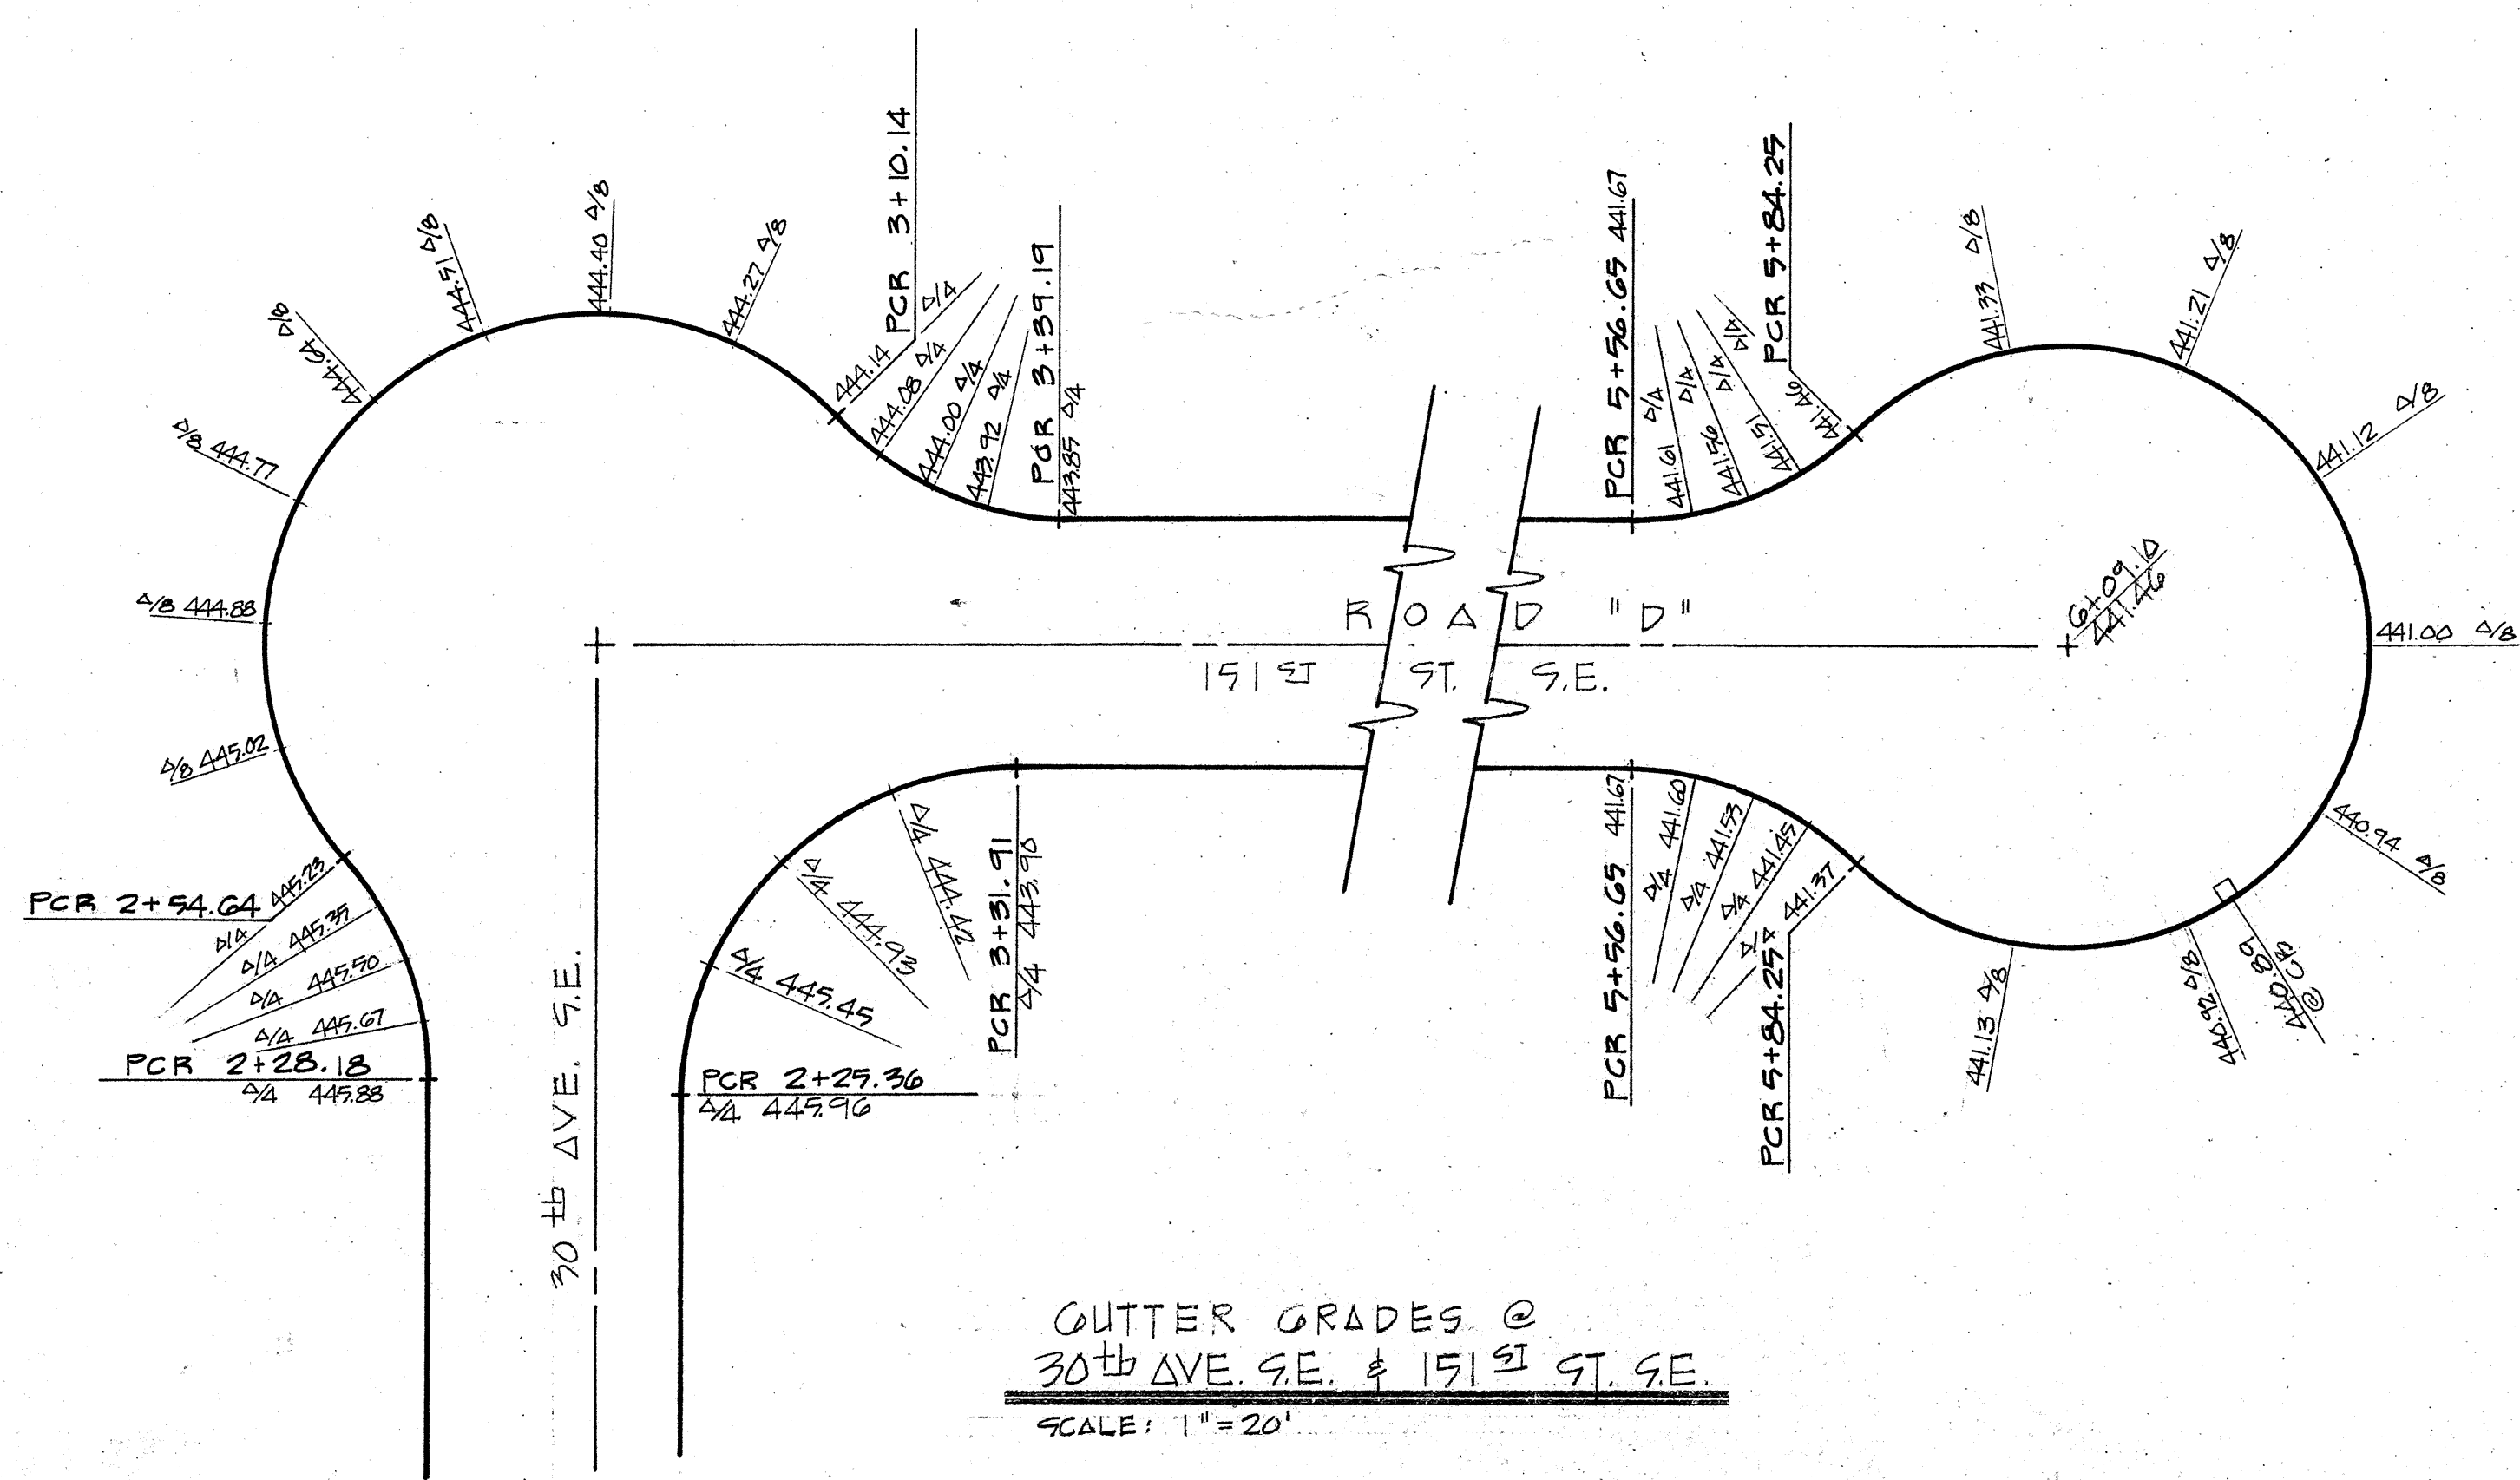 PCR 3+10.14
Δ/4
444.14
444.08 Δ/4
444.00 Δ/4
443.92 Δ/4
PCR 3+39.19
443.85 Δ/4
444.27 Δ/8
444.40 Δ/8
444.51 Δ/8
444.64 Δ/8
Δ/8 444.77
Δ/8 444.88
Δ/8 445.02
PCR 2+54.64
445.23
Δ/4
Δ/4 445.35
Δ/4 445.50
Δ/4 445.67
PCR 2+28.18
Δ/4 445.88
PCR 5+56.65 441.67
441.61 Δ/4
441.56 Δ/4
441.51 Δ/4
Δ/4
441.46
PCR 5+84.25
441.33 Δ/8
441.21 Δ/8
441.12 Δ/8
441.00 Δ/8
440.94 Δ/8
440.89
@ CB
440.92 Δ/8
441.13 Δ/8
6+09.10
441.46
ROAD "D"
151 ST ST. S.E.
30th AVE. S.E.
Δ/4 444.42
Δ/4 444.93
Δ/4 445.45
PCR 3+31.91
Δ/4 443.90
PCR 2+25.36
Δ/4 445.96
PCR 5+56.65 441.67
Δ/4 441.60
Δ/4 441.53
Δ/4 441.45
Δ/4
441.37
PCR 5+84.25
GUTTER GRADES @
30th AVE. S.E. & 151 ST ST. S.E.
SCALE: 1"=20'